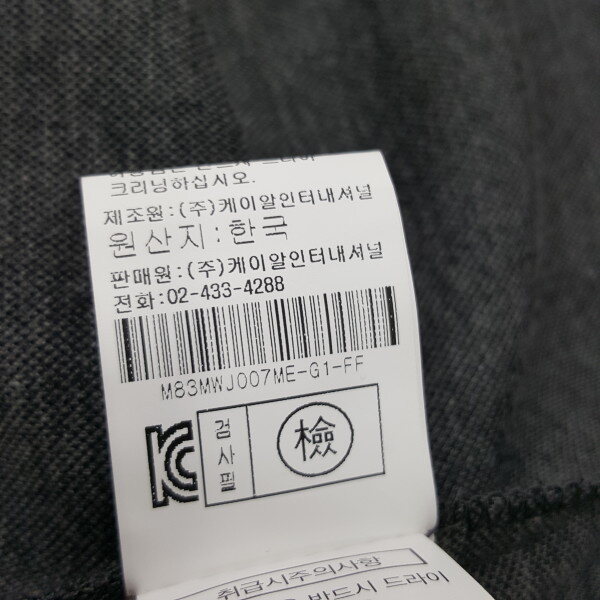 크리닝하십시오.
제조원:(주)케이알인터내셔널
원산지:한국
판매원:(주)케이알인터내셔널
전화:02-433-4288
M83MWJ007ME-G1-FF
검사필
檢
취급시주의사항
반드시 드라이